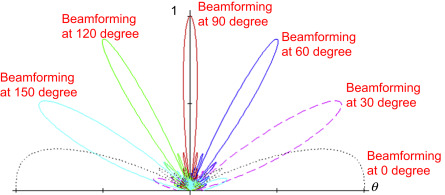 1
Beamforming
at 90 degree
Beamforming
at 120 degree
Beamforming
at 60 degree
Beamforming
at 150 degree
Beamforming
at 30 degree
Beamforming
at 0 degree
θ